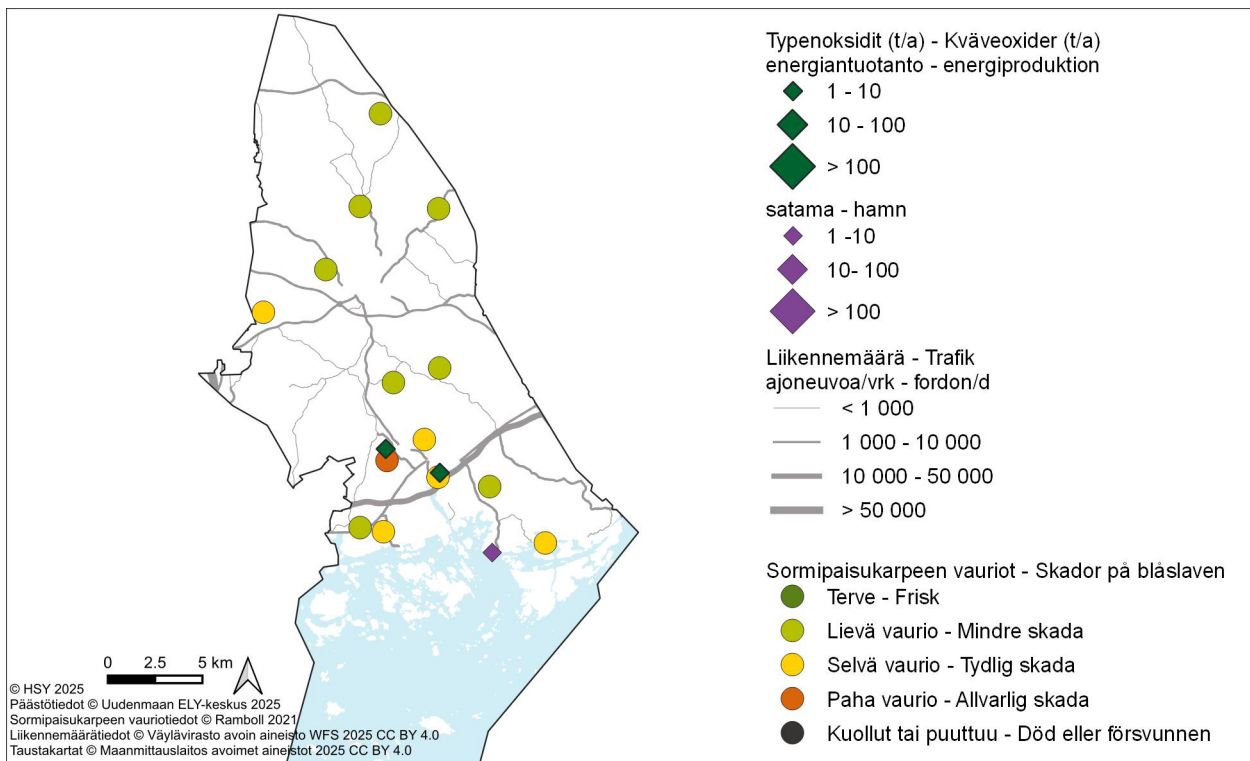 Typenoksidit (t/a) - Kväveoxider (t/a)
energiantuotanto - energiproduktion
1 - 10
10 - 100
> 100
satama - hamn
1 -10
10- 100
> 100
Liikennemäärä - Trafik
ajoneuvoa/vrk - fordon/d
< 1 000
1 000 - 10 000
10 000 - 50 000
> 50 000
Sormipaisukarpeen vauriot - Skador på blåslaven
Terve - Frisk
Lievä vaurio - Mindre skada
Selvä vaurio - Tydlig skada
Paha vaurio - Allvarlig skada
Kuollut tai puuttuu - Död eller försvunnen
0 2.5 5 km
© HSY 2025
Päästötiedot © Uudenmaan ELY-keskus 2025
Sormipaisukarpeen vauriotiedot © Ramboll 2021
Liikennemäärätiedot © Väylävirasto avoin aineisto WFS 2025 CC BY 4.0
Taustakartat © Maanmittauslaitos avoimet aineistot 2025 CC BY 4.0